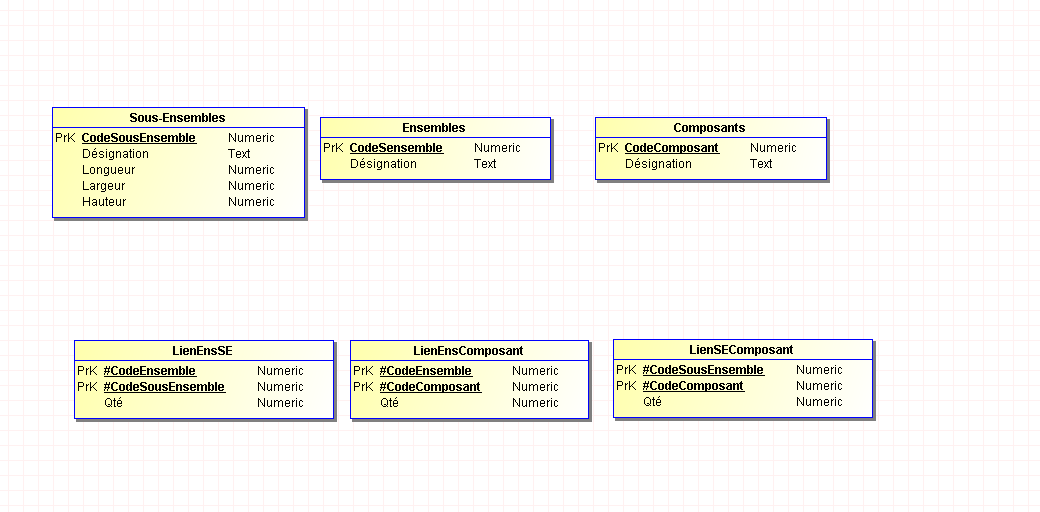 Sous-Ensembles
PrK CodeSousEnsemble Numeric
Désignation Text
Longueur Numeric
Largeur Numeric
Hauteur Numeric
Ensembles
PrK CodeSensemble Numeric
Désignation Text
Composants
PrK CodeComposant Numeric
Désignation Text
LienEnsSE
PrK #CodeEnsemble Numeric
PrK #CodeSousEnsemble Numeric
Qté Numeric
LienEnsComposant
PrK #CodeEnsemble Numeric
PrK #CodeComposant Numeric
Qté Numeric
LienSEComposant
PrK #CodeSousEnsemble Numeric
PrK #CodeComposant Numeric
Qté Numeric